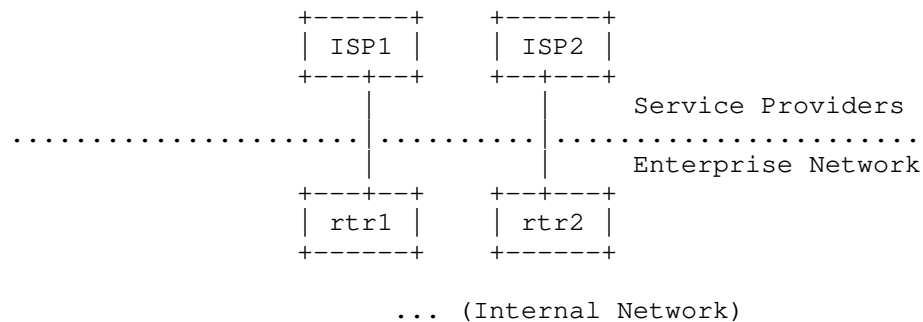 ISP1 ISP2
Service Providers
Enterprise Network
rtr1 rtr2
... (Internal Network)